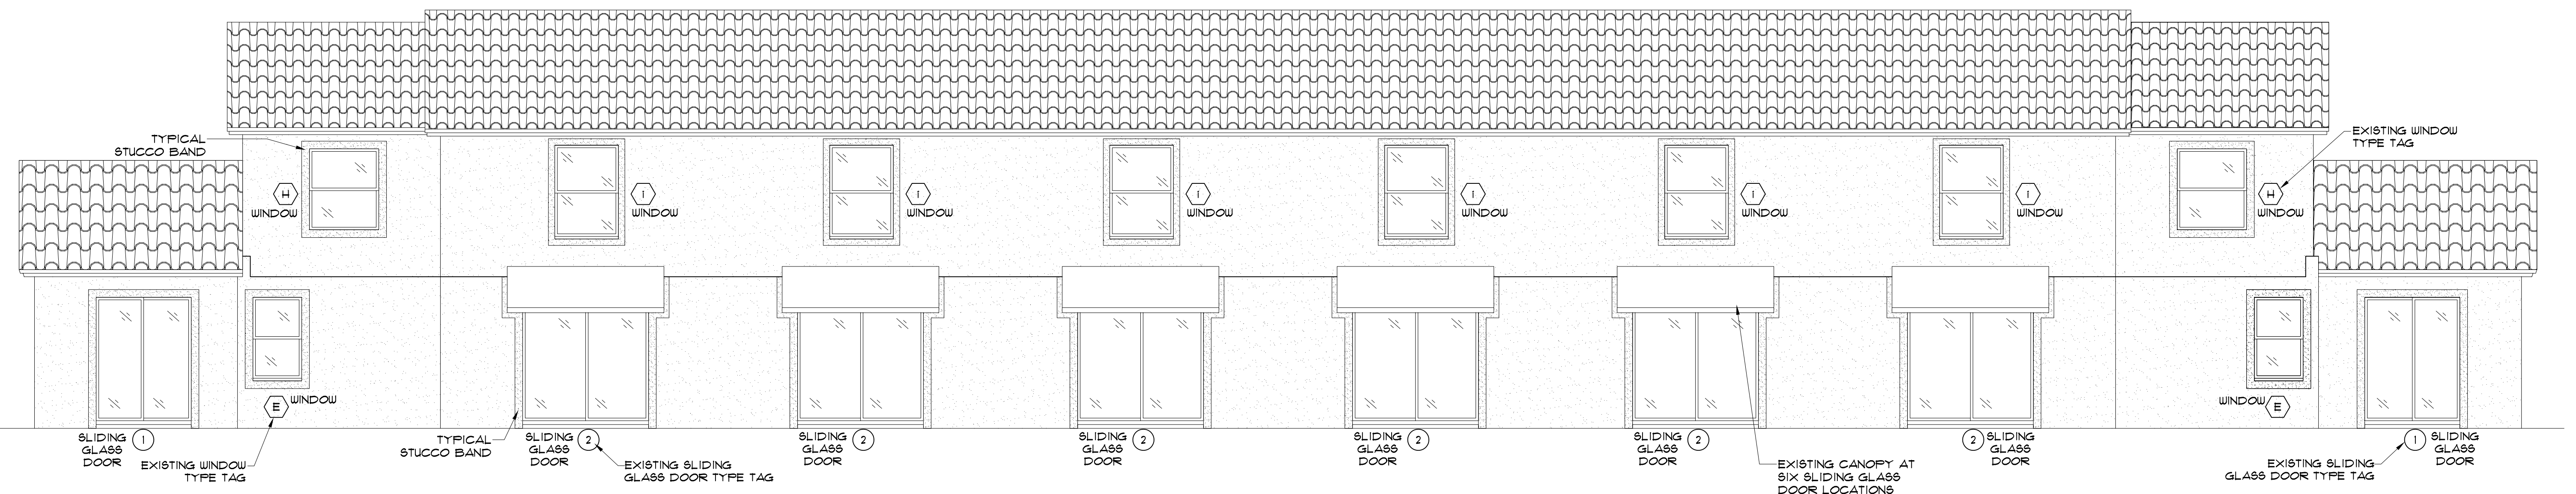 TYPICAL
STUCCO BAND
EXISTING WINDOW
TYPE TAG
H
WINDOW
I
WINDOW
I
WINDOW
I
WINDOW
I
WINDOW
I
WINDOW
I
WINDOW
H
WINDOW
E
WINDOW
WINDOW
E
SLIDING
GLASS
DOOR
1
EXISTING WINDOW
TYPE TAG
TYPICAL
STUCCO BAND
SLIDING
GLASS
DOOR
2
EXISTING SLIDING
GLASS DOOR TYPE TAG
SLIDING
GLASS
DOOR
2
SLIDING
GLASS
DOOR
2
SLIDING
GLASS
DOOR
2
SLIDING
GLASS
DOOR
2
EXISTING CANOPY AT
SIX SLIDING GLASS
DOOR LOCATIONS
2
SLIDING
GLASS
DOOR
EXISTING SLIDING
GLASS DOOR TYPE TAG
1
SLIDING
GLASS
DOOR